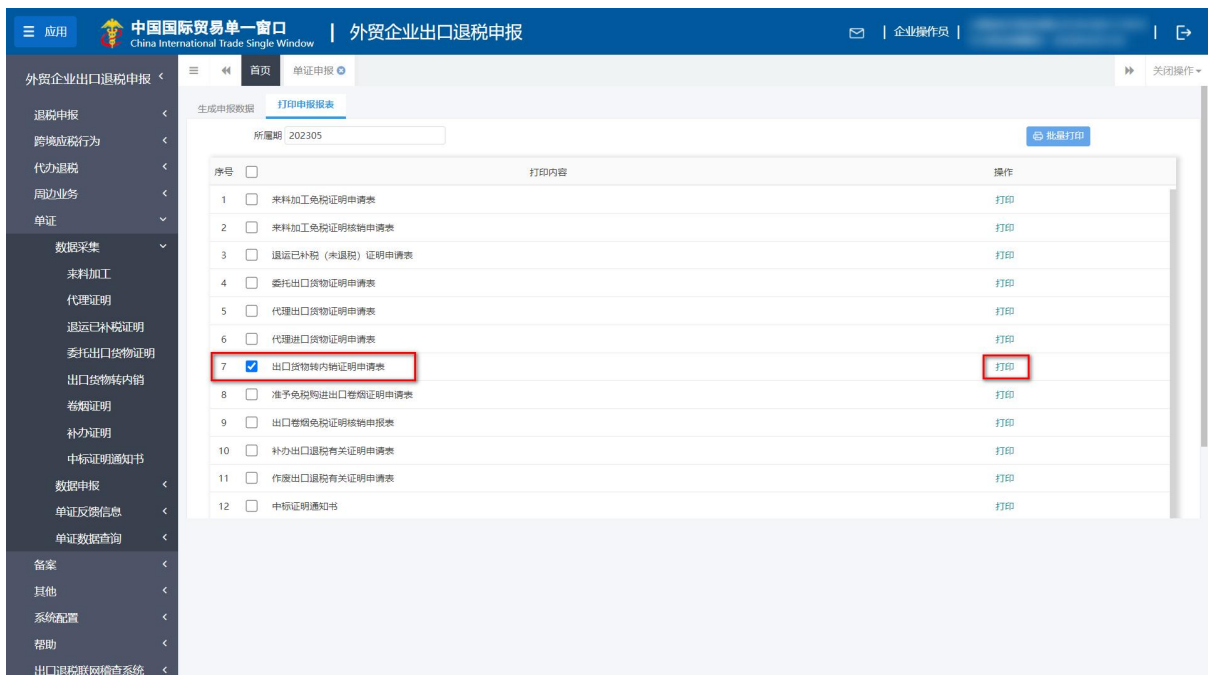 应用
中国国际贸易单一窗口
China International Trade Single Window
外贸企业出口退税申报
企业操作员
外贸企业出口退税申报
首页
单证申报
关闭操作
退税申报
跨境应税行为
代办退税
周边业务
单证
数据采集
来料加工
代理证明
退运已补税证明
委托出口货物证明
出口货物转内销
卷烟证明
补办证明
中标证明通知书
数据申报
单证反馈信息
单证数据查询
备案
其他
系统配置
帮助
出口退税联网稽查系统
生成申报数据 打印申报报表
所属期 202305
批量打印
序号 打印内容 操作
1 来料加工免税证明申请表 打印
2 来料加工免税证明核销申请表 打印
3 退运已补税（未退税）证明申请表 打印
4 委托出口货物证明申请表 打印
5 代理出口货物证明申请表 打印
6 代理进口货物证明申请表 打印
7 出口货物转内销证明申请表 打印
8 准予免税购进出口卷烟证明申请表 打印
9 出口卷烟免税证明核销申报表 打印
10 补办出口退税有关证明申请表 打印
11 作废出口退税有关证明申请表 打印
12 中标证明通知书 打印